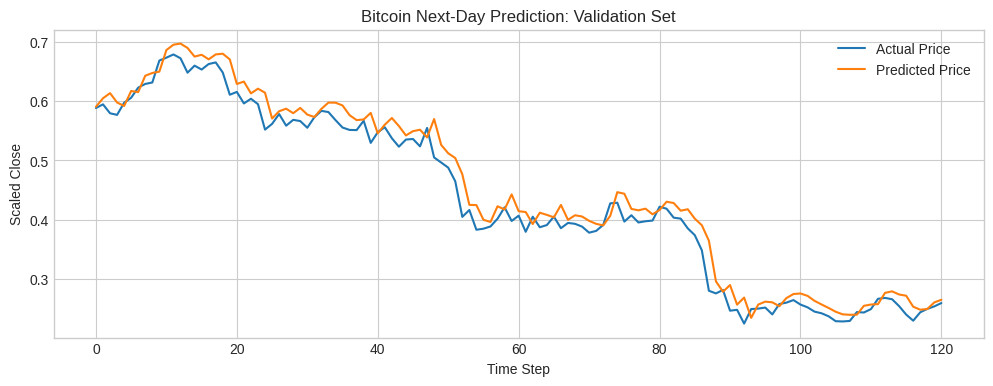 Bitcoin Next-Day Prediction: Validation Set
Actual Price
Predicted Price
Scaled Close
0.7
0.6
0.5
0.4
0.3
0 20 40 60 80 100 120
Time Step